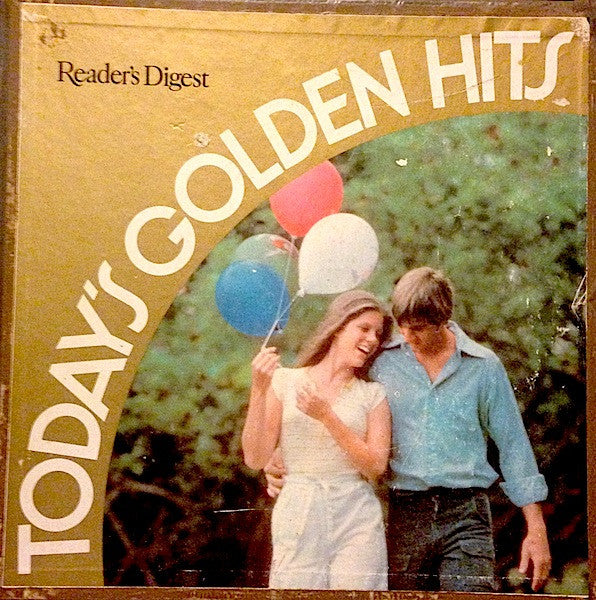 Reader's Digest
TODAY'S GOLDEN HITS